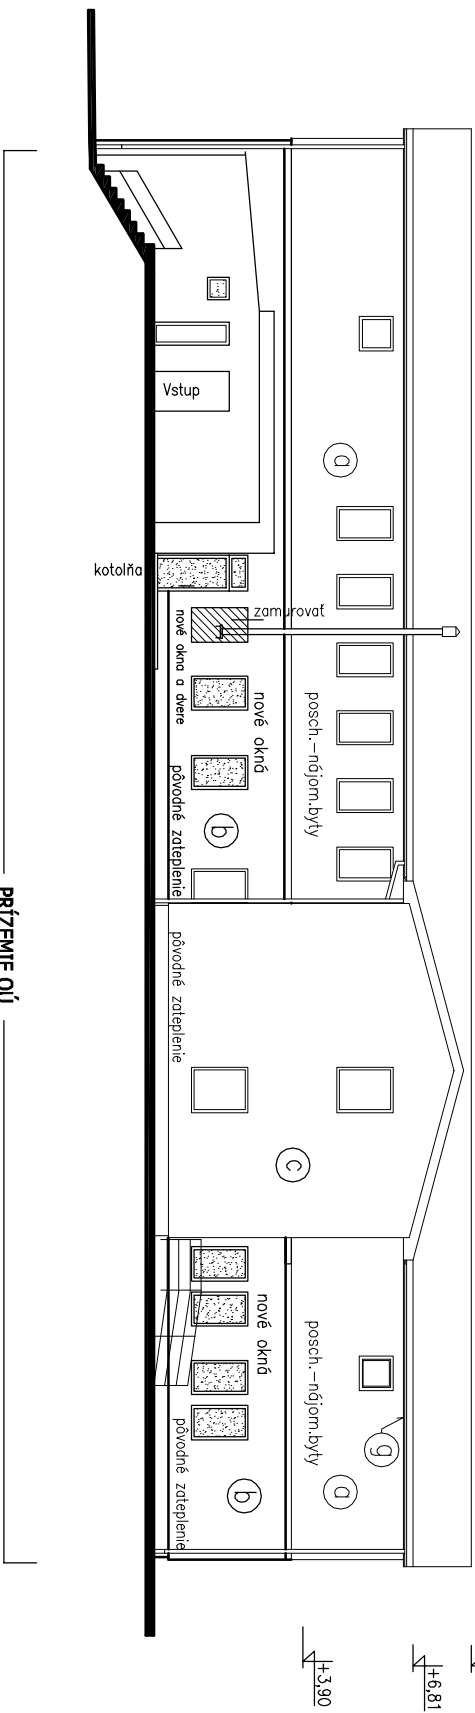 Vstup
a
kotolňa
zamurovať
nové okna a dvere
nové okná
posch.-nájom.byty
pôvodné zateplenie
b
pôvodné zateplenie
c
nové okná
posch.-nájom.byty
g
a
b
pôvodné zateplenie
+3,90
+6,81
PRÍZEMIE OÚ